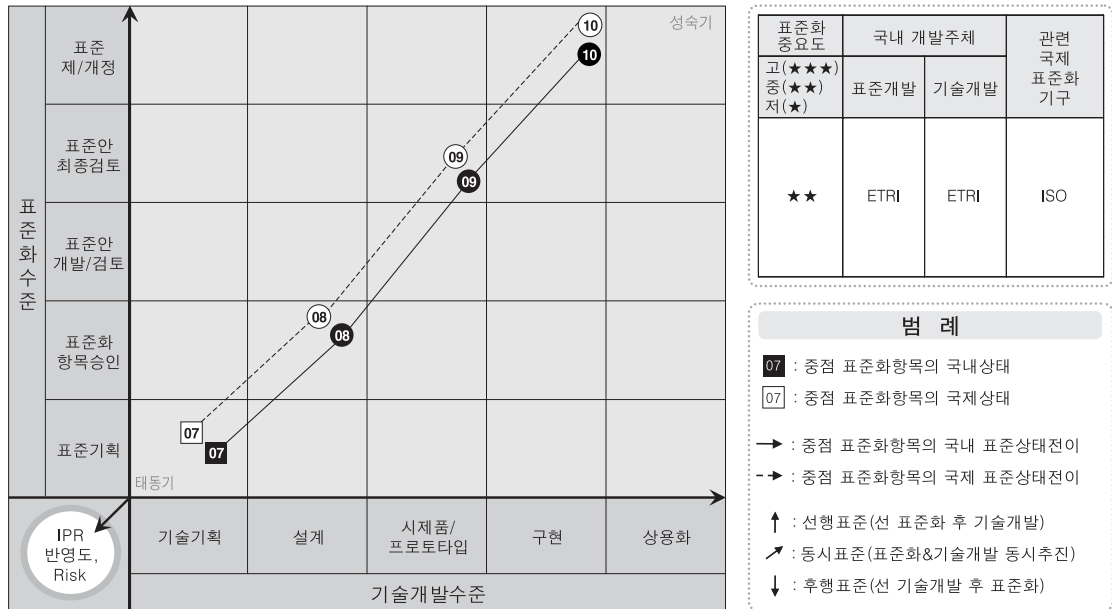 성숙기
표준
제/개정
표준안
최종검토
표준안
개발/검토
표준화
항목승인
표준기획
표준화수준
10
10
09
09
08
08
07
07
태동기
IPR
반영도,
Risk
기술기획
설계
시제품/
프로토타입
구현
상용화
기술개발수준
표준화
중요도
국내 개발주체
관련
국제
표준화
기구
고(★★★)
중(★★)
저(★)
표준개발
기술개발
★★
ETRI
ETRI
ISO
범 례
07 : 중점 표준화항목의 국내상태
07 : 중점 표준화항목의 국제상태
: 중점 표준화항목의 국내 표준상태전이
: 중점 표준화항목의 국제 표준상태전이
: 선행표준(선 표준화 후 기술개발)
: 동시표준(표준화&기술개발 동시추진)
: 후행표준(선 기술개발 후 표준화)